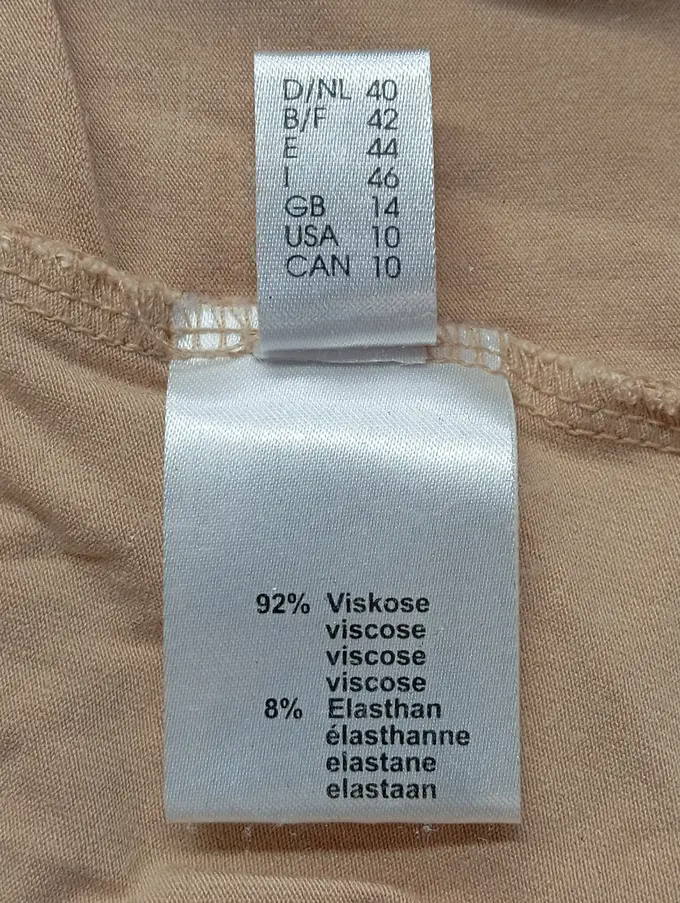 D/NL 40
B/F 42
E 44
I 46
GB 14
USA 10
CAN 10
92% Viskose
viscose
viscose
viscose
8% Elasthan
élasthanne
elastane
elastaan